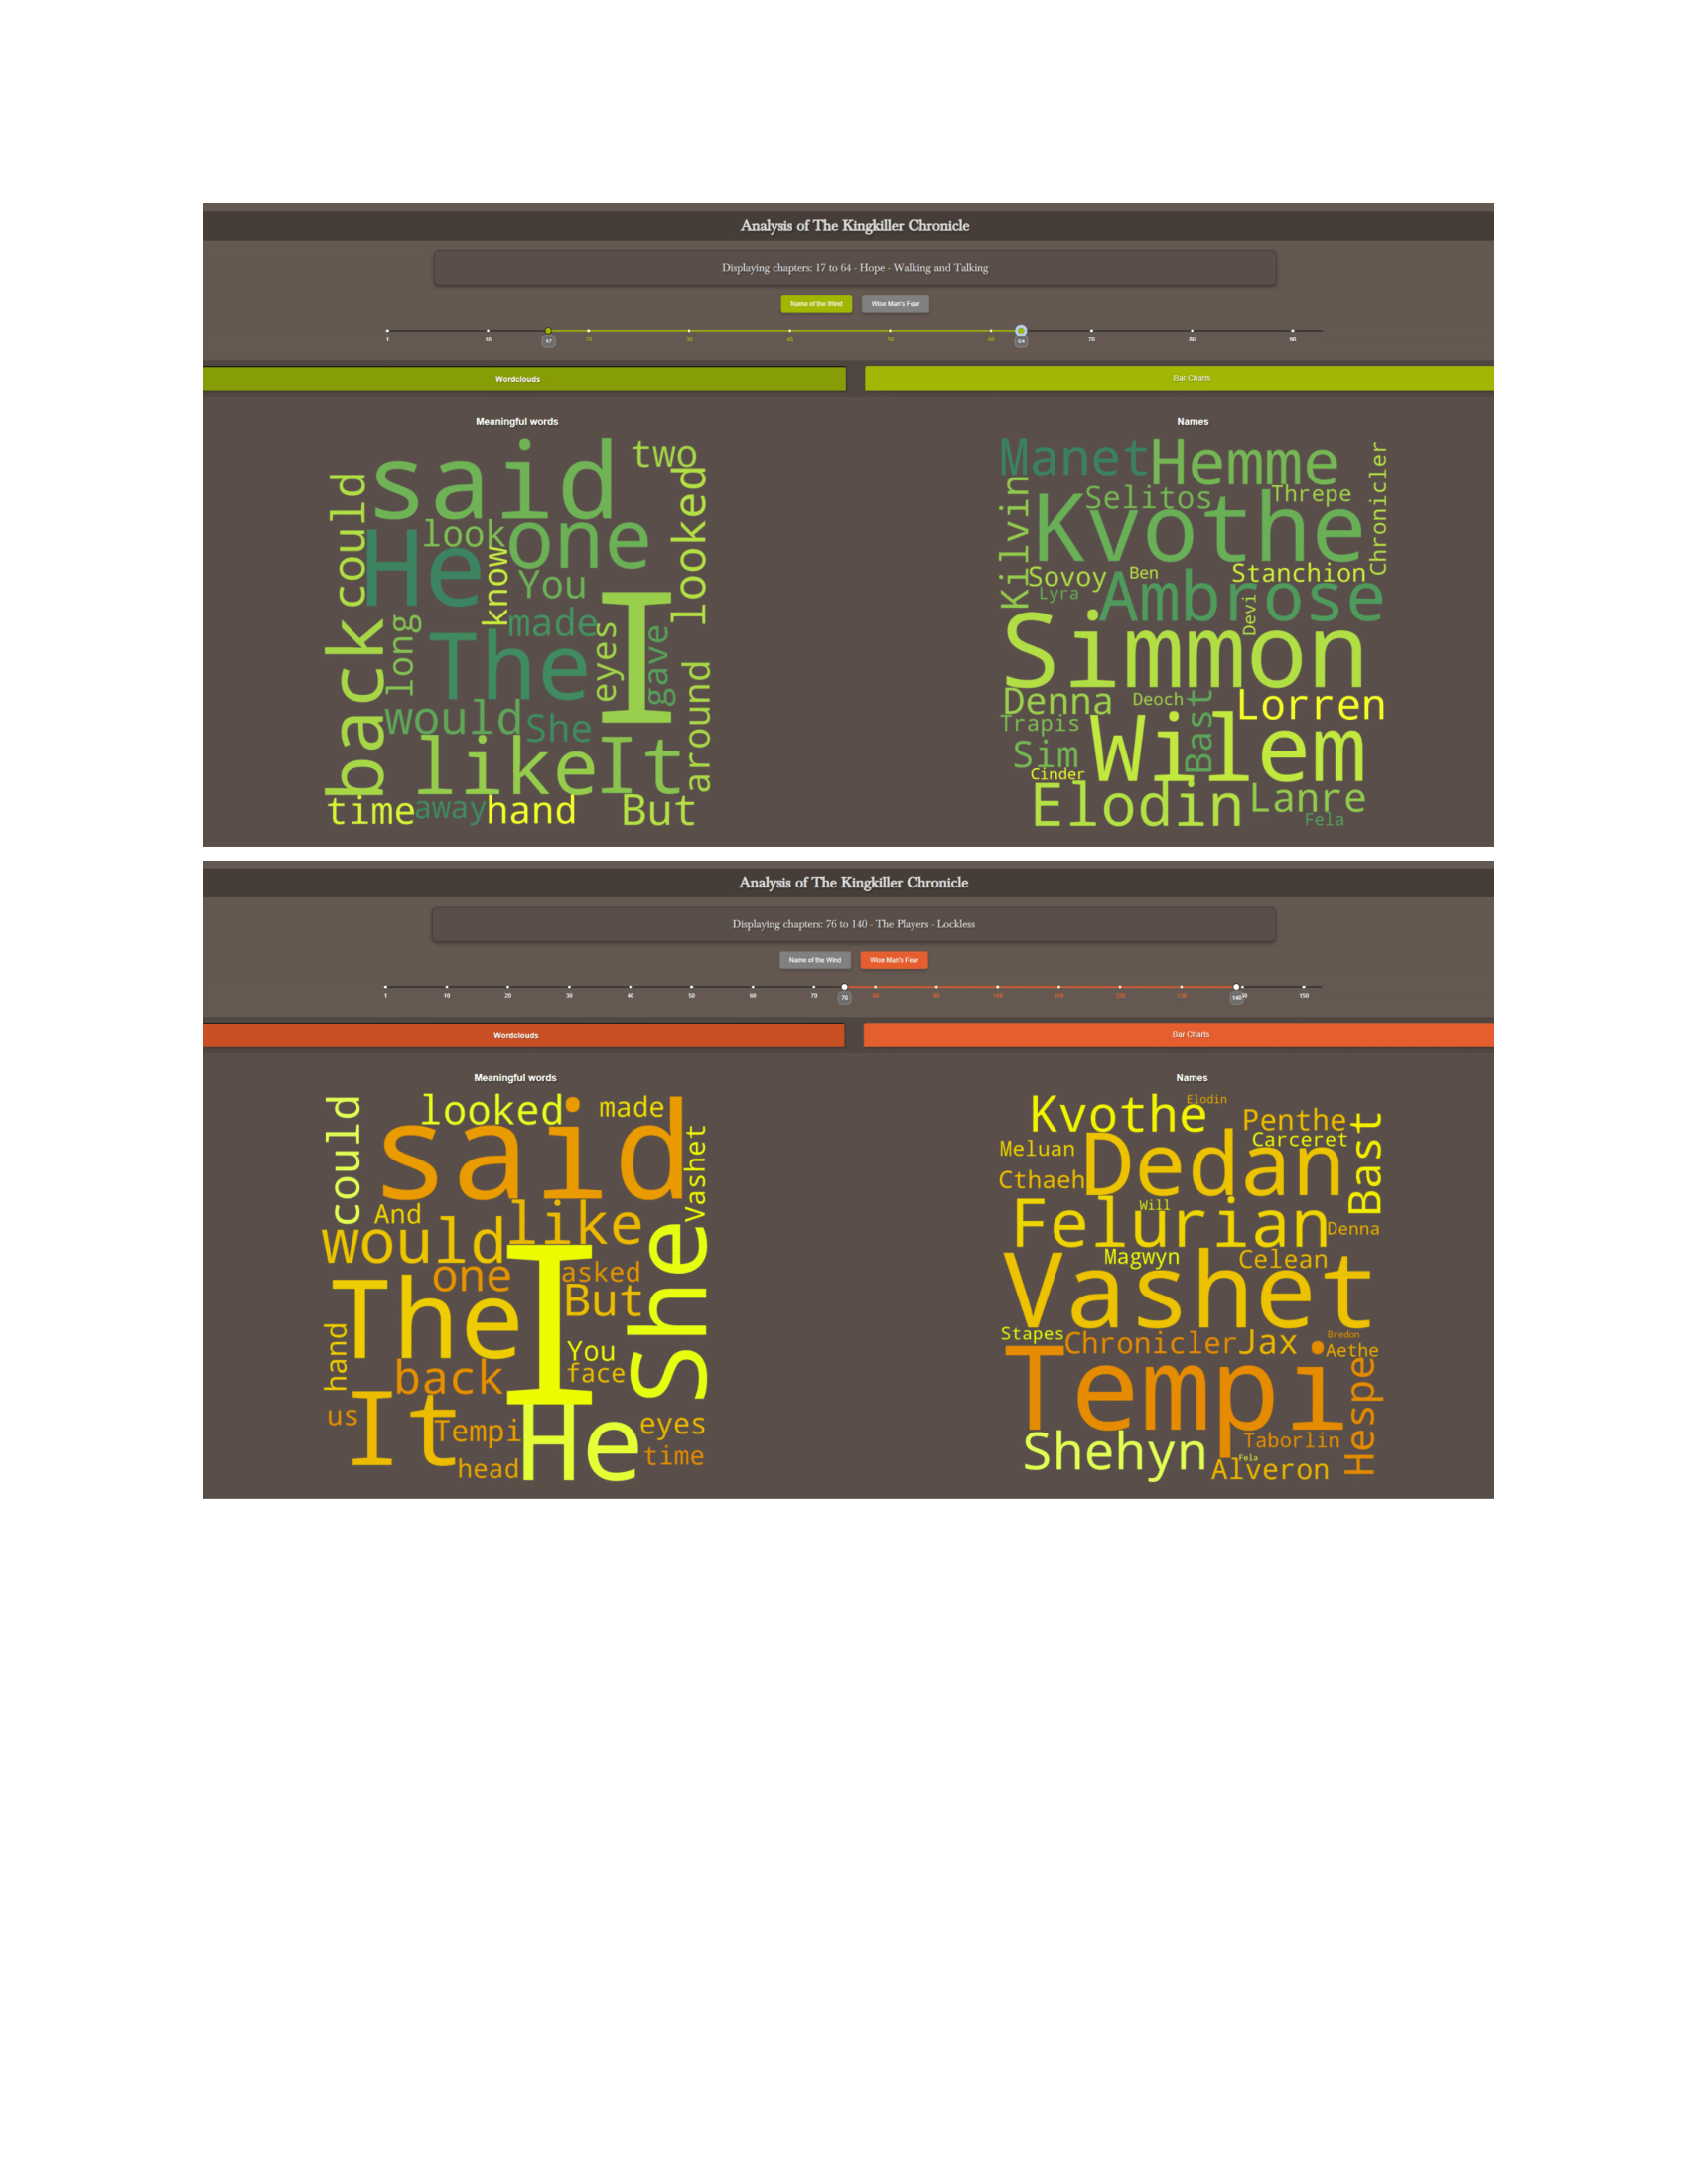 Analysis of The Kingkiller Chronicle
Displaying chapters: 17 to 64 - Hope - Walking and Talking
Name of the Wind Wise Man's Fear
1 10 17 20 30 40 50 60 64 70 80 90
Wordclouds Bar Charts
Meaningful words Names
said
two
could
looked
look
one
He
know
You
I
made
back
long
The
eyes
gave
around
would
She
like
It
time
away
hand
But
Manet
Hemme
Chronicler
Kilvin
Selitos
Threpe
Kvothe
Sovoy
Ben
Stanchion
Lyra
Ambrose
Devi
Simmon
Denna
Deoch
Bast
Lorren
Trapis
Sim
Wilem
Cinder
Elodin
Lanre
Fela
Analysis of The Kingkiller Chronicle
Displaying chapters: 76 to 140 - The Players - Lockless
Name of the Wind Wise Man's Fear
1 10 20 30 40 50 60 70 76 80 90 100 110 120 130 140 150
Wordclouds Bar Charts
Meaningful words Names
could
looked
made
said
Vashet
And
like
would
She
one
I
asked
The
But
hand
You
back
face
us
It
Tempi
He
eyes
head
time
Kvothe
Elodin
Penthe
Bast
Meluan
Dedan
Carceret
Cthaeh
Felurian
Will
Denna
Magwyn
Celean
Vashet
Stapes
Chronicler
Jax
Bredon
Aethe
Tempi
Hespe
Shehyn
Taborlin
Fela
Alveron